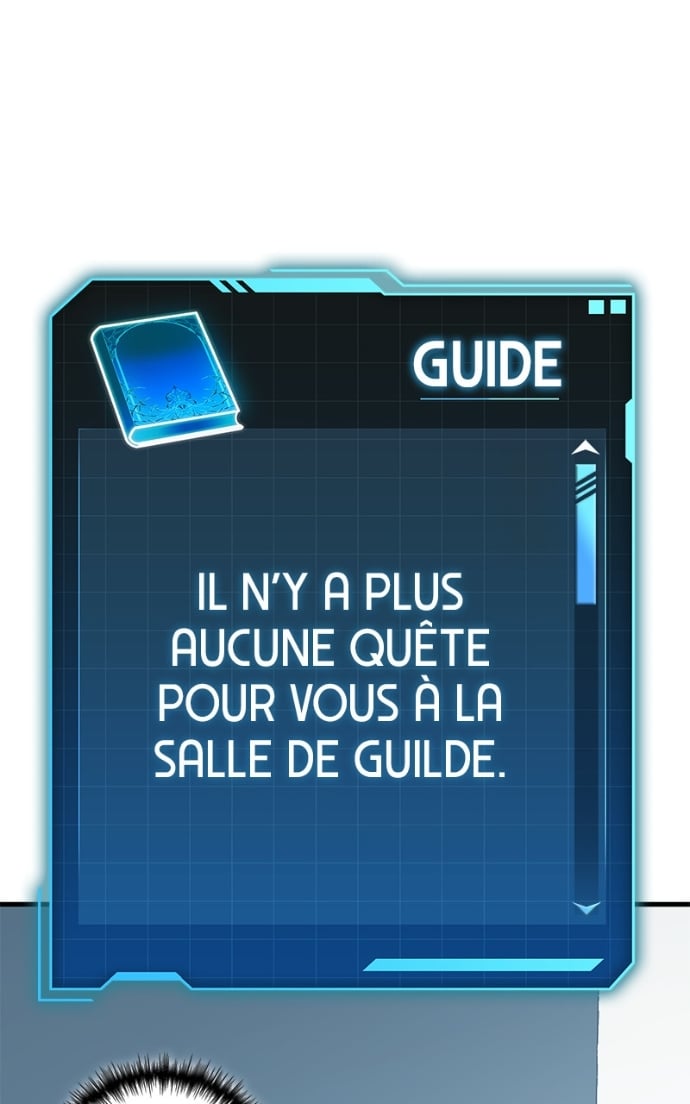 GUIDE
IL N'Y A PLUS
AUCUNE QUÊTE
POUR VOUS À LA
SALLE DE GUILDE.